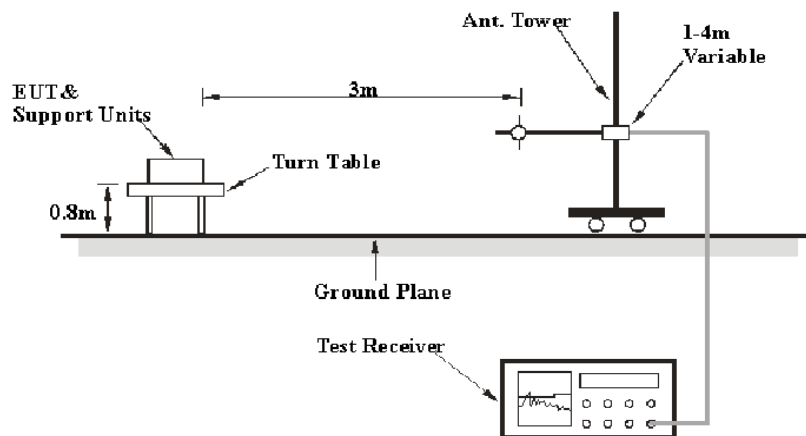 Ant. Tower
1-4m
Variable
3m
EUT&
Support Units
Turn Table
0.8m
Ground Plane
Test Receiver